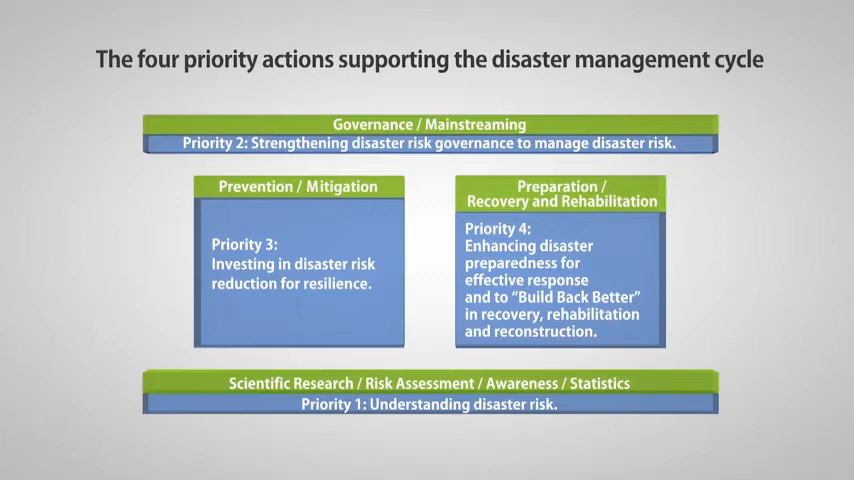 The four priority actions supporting the disaster management cycle
Governance / Mainstreaming
Priority 2: Strengthening disaster risk governance to manage disaster risk.
Prevention / Mitigation
Priority 3:
Investing in disaster risk
reduction for resilience.
Preparation /
Recovery and Rehabilitation
Priority 4:
Enhancing disaster
preparedness for
effective response
and to “Build Back Better”
in recovery, rehabilitation
and reconstruction.
Scientific Research / Risk Assessment / Awareness / Statistics
Priority 1: Understanding disaster risk.